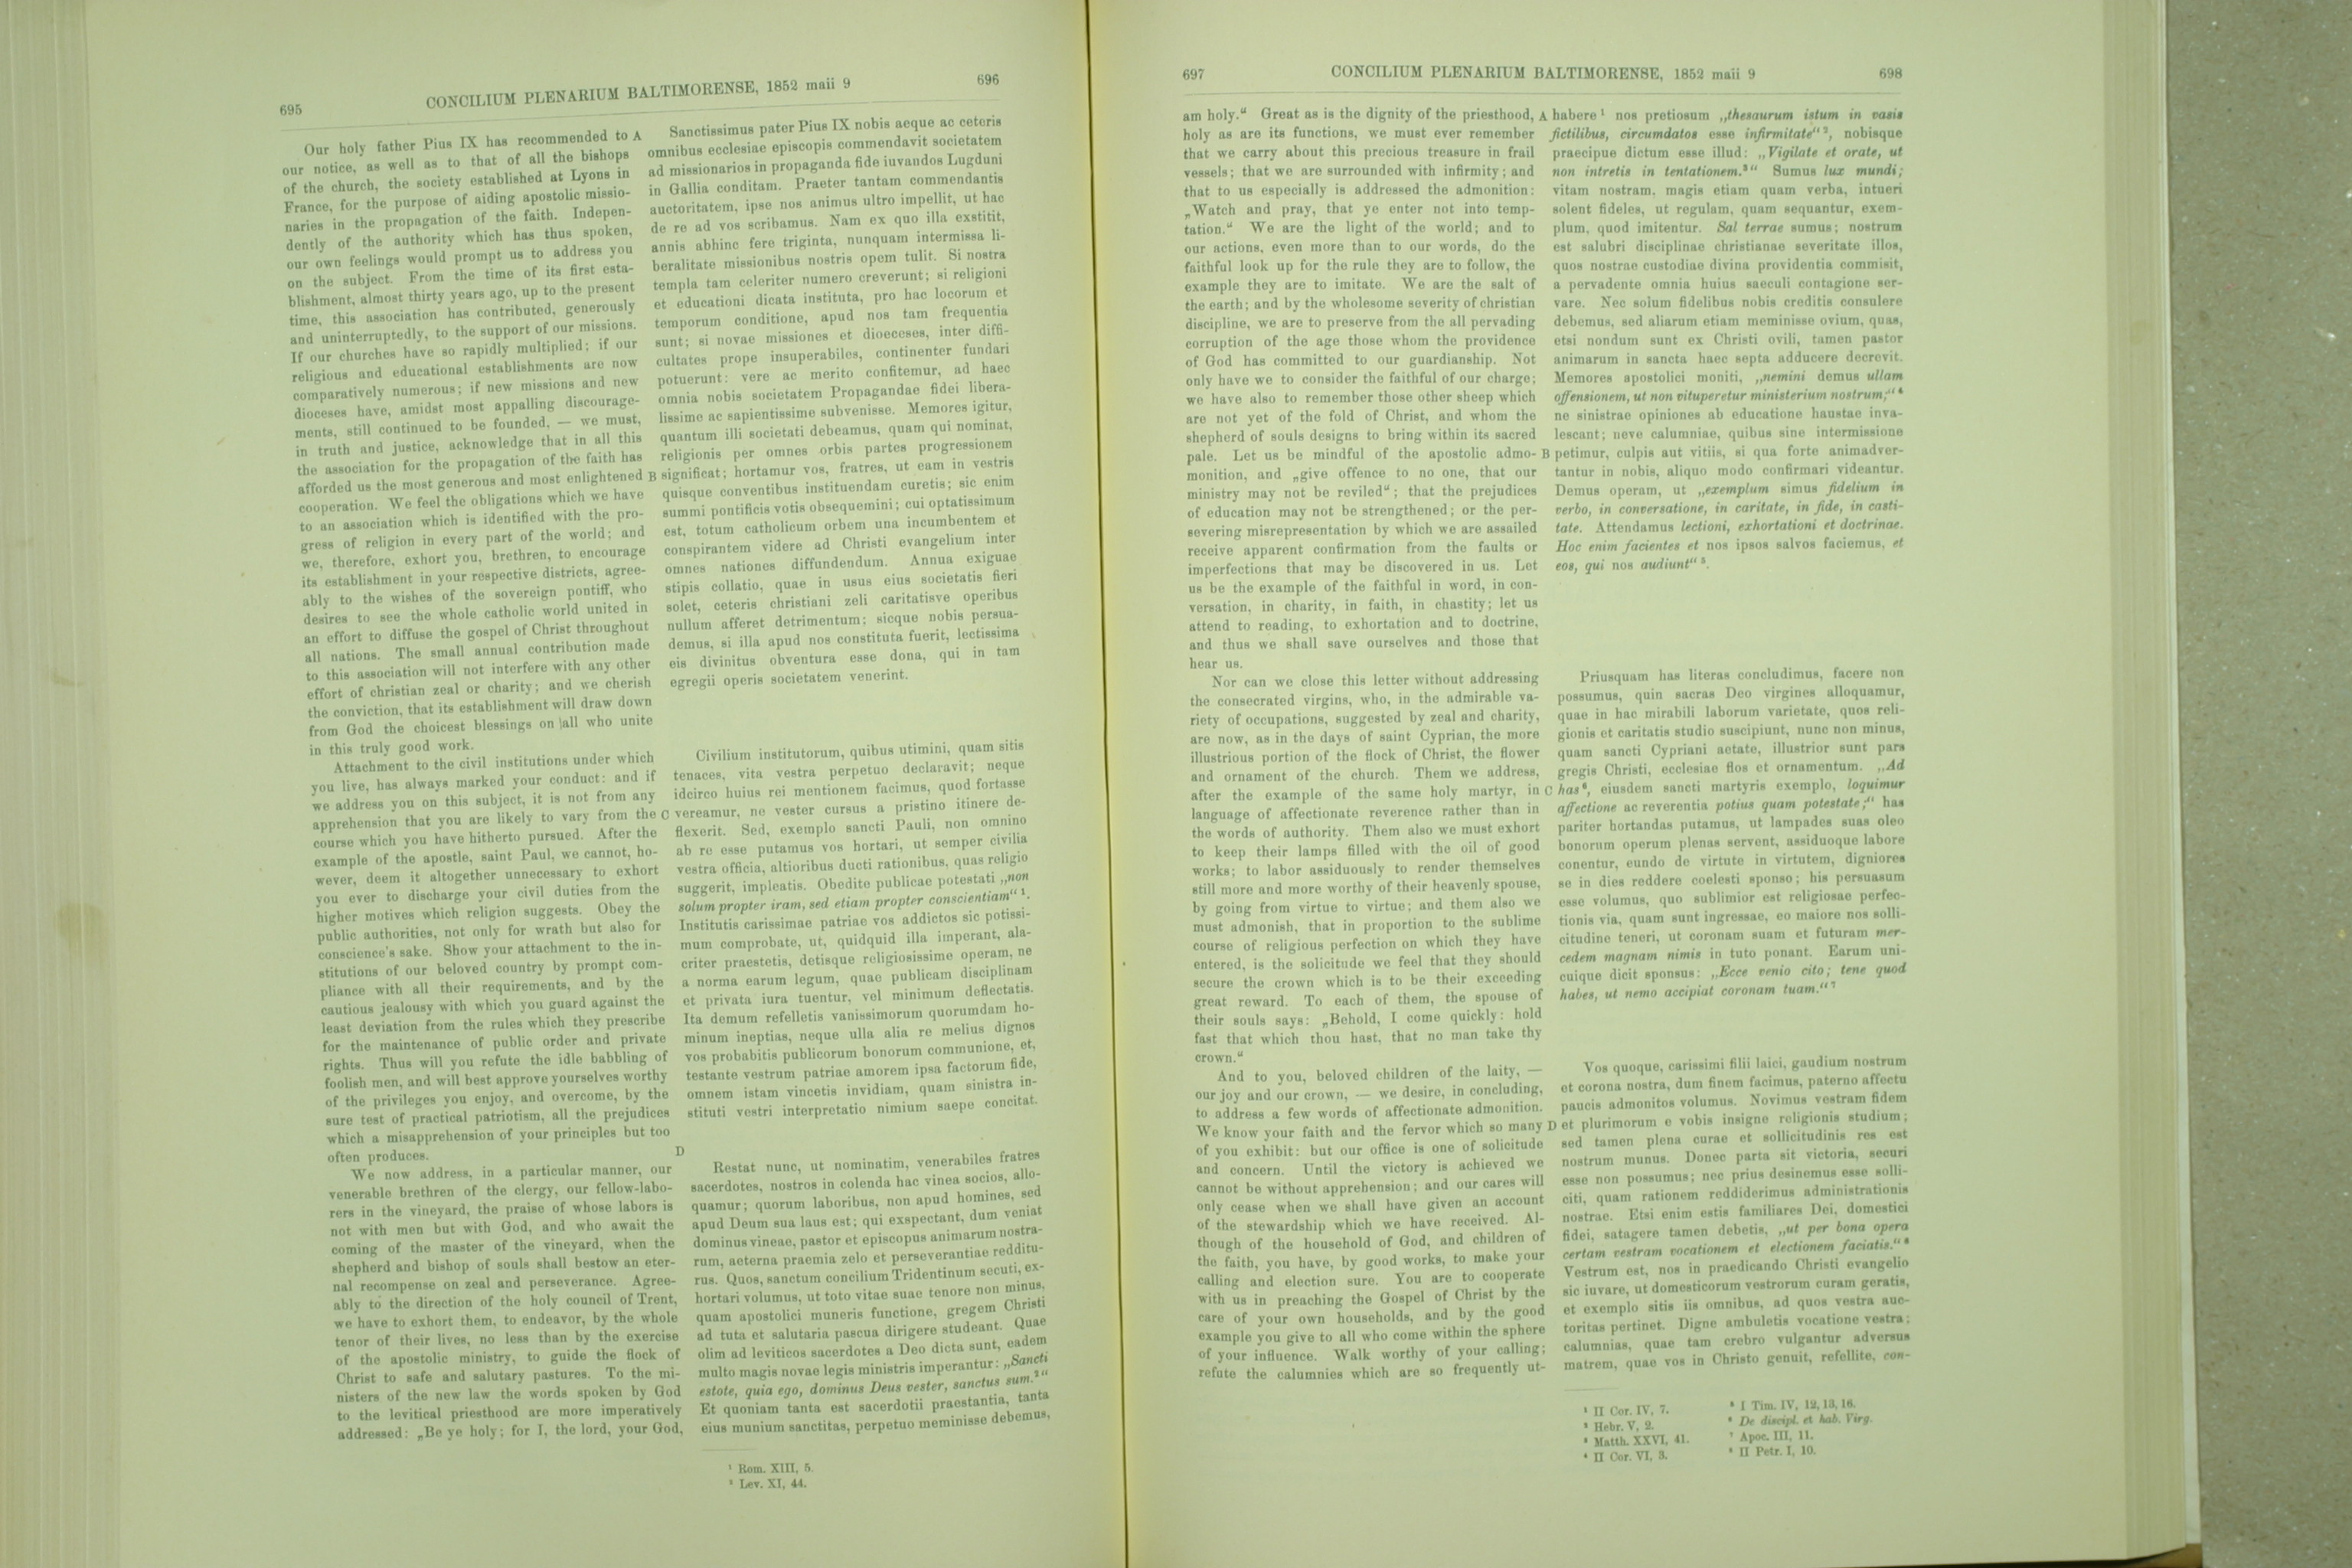 695
CONCILIUM PLENARIUM BALTIMORENSE, 1852 maii 9
696
Our holy father Pius IX has recommended to
our notice, as well as to that of all the bishops
of the church, the society established at Lyons in
France, for the purpose of aiding apostolic missio-
naries in the propagation of the faith. Indepen-
dently of the authority which has thus spoken,
our own feelings would prompt us to address you
on the subject. From the time of its first esta-
blishment, almost thirty years ago, up to the present
time, this association has contributed, generously
and uninterruptedly, to the support of our missions.
If our churches have so rapidly multiplied; if our
religious and educational establishments are now
comparatively numerous; if new missions and new
dioceses have, amidst most appalling discourage-
ments, still continued to be founded, — we must,
in truth and justice, acknowledge that in all this
the association for the propagation of the faith has
afforded us the most generous and most enlightened
cooperation. We feel the obligations which we have
to an association which is identified with the pro-
gress of religion in every part of the world; and
we, therefore, exhort you, brethren, to encourage
its establishment in your respective districts, agree-
ably to the wishes of the sovereign pontiff, who
desires to see the whole catholic world united in
an effort to diffuse the gospel of Christ throughout
all nations. The small annual contribution made
to this association will not interfere with any other
effort of christian zeal or charity; and we cherish
the conviction, that its establishment will draw down
from God the choicest blessings on all who unite
in this truly good work.
Attachment to the civil institutions under which
you live, has always marked your conduct: and if
we address you on this subject, it is not from any
apprehension that you are likely to vary from the
course which you have hitherto pursued. After the
example of the apostle, saint Paul, we cannot, ho-
wever, deem it altogether unnecessary to exhort
you ever to discharge your civil duties from the
higher motives which religion suggests. Obey the
public authorities, not only for wrath but also for
conscience's sake. Show your attachment to the in-
stitutions of our beloved country by prompt com-
pliance with all their requirements, and by the
cautious jealousy with which you guard against the
least deviation from the rules which they prescribe
for the maintenance of public order and private
rights. Thus will you refute the idle babbling of
foolish men, and will best approve yourselves worthy
of the privileges you enjoy, and overcome, by the
sure test of practical patriotism, all the prejudices
which a misapprehension of your principles but too
often produces.
We now address, in a particular manner, our
venerable brethren of the clergy, our fellow-labo-
rers in the vineyard, the praise of whose labors is
not with men but with God, and who await the
coming of the master of the vineyard, when the
shepherd and bishop of souls shall bestow an eter-
nal recompense on zeal and perseverance. Agree-
ably to the direction of the holy council of Trent,
we have to exhort them, to endeavor, by the whole
tenor of their lives, no less than by the exercise
of the apostolic ministry, to guide the flock of
Christ to safe and salutary pastures. To the mi-
nisters of the new law the words spoken by God
to the levitical priesthood are more imperatively
addressed: „Be ye holy; for I, the lord, your God,
A
B
C
D
Sanctissimus pater Pius IX nobis aeque ac ceteris
omnibus ecclesiae episcopis commendavit societatem
ad missionarios in propaganda fide iuvandos Lugduni
in Gallia conditam. Praeter tantam commendantis
auctoritatem, ipse nos animus ultro impellit, ut hac
de re ad vos scribamus. Nam ex quo illa exstitit,
annis abhinc fere triginta, nunquam intermissa li-
beralitate missionibus nostris opem tulit. Si nostra
templa tam celeriter numero creverunt; si religioni
et educationi dicata instituta, pro hac locorum et
temporum conditione, apud nos tam frequentia
sunt; si novae missiones et dioeceses, inter diffi-
cultates prope insuperabiles, continenter fundari
potuerunt: vere ac merito confitemur, ad haec
omnia nobis societatem Propagandae fidei libera-
lissime ac sapientissime subvenisse. Memores igitur,
quantum illi societati debeamus, quam qui nominat,
religionis per omnes orbis partes progressionem
significat; hortamur vos, fratres, ut eam in vestris
quisque conventibus instituendam curetis; sic enim
summi pontificis votis obsequemini; cui optatissimum
est, totum catholicum orbem una incumbentem et
conspirantem videre ad Christi evangelium inter
omnes nationes diffundendum. Annua exiguae
stipis collatio, quae in usus eius societatis fieri
solet, ceteris christiani zeli caritatisve operibus
nullum afferet detrimentum; sicque nobis persua-
demus, si illa apud nos constituta fuerit, lectissima
eis divinitus obventura esse dona, qui in tam
egregii operis societatem venerint.
Civilium institutorum, quibus utimini, quam sitis
tenaces, vita vestra perpetuo declaravit; neque
idcirco huius rei mentionem facimus, quod fortasse
vereamur, ne vester cursus a pristino itinere de-
flexerit. Sed, exemplo sancti Pauli, non omnino
ab re esse putamus vos hortari, ut semper civilia
vestra officia, altioribus ducti rationibus, quas religio
suggerit, impleatis. Obedite publicae potestati „non
solum propter iram, sed etiam propter conscientiam“ ¹.
Institutis carissimae patriae vos addictos sic potissi-
mum comprobate, ut, quidquid illa imperant, ala-
criter praestetis, detisque religiosissime operam, ne
a norma earum legum, quae publicam disciplinam
et privata iura tuentur, vel minimum deflectatis.
Ita demum refelletis vanissimorum quorumdam ho-
minum ineptias, neque ulla alia re melius dignos
vos probabitis publicorum bonorum communione, et,
testante vestrum patriae amorem ipsa factorum fide,
omnem istam vincetis invidiam, quam sinistra in-
stituti vestri interpretatio nimium saepe concitat.
Restat nunc, ut nominatim, venerabiles fratres
sacerdotes, nostros in colenda hac vinea socios, allo-
quamur; quorum laboribus, non apud homines, sed
apud Deum sua laus est; qui exspectant, dum veniat
dominus vineae, pastor et episcopus animarum nostra-
rum, aeterna praemia zelo et perseverantiae redditu-
rus. Quos, sanctum concilium Tridentinum secuti, ex-
hortari volumus, ut toto vitae suae tenore non minus,
quam apostolici muneris functione, gregem Christi
ad tuta et salutaria pascua dirigere studeant. Quae
olim ad leviticos sacerdotes a Deo dicta sunt, eadem
multo magis novae legis ministris imperantur: „Sancti
estote, quia ego, dominus Deus vester, sanctus sum.²“
Et quoniam tanta est sacerdotii praestantia, tanta
eius munium sanctitas, perpetuo meminisse debemus,
¹ Rom. XIII, 5.
² Lev. XI, 44.
697
CONCILIUM PLENARIUM BALTIMORENSE, 1852 maii 9
698
am holy.“ Great as is the dignity of the priesthood,
holy as are its functions, we must ever remember
that we carry about this precious treasure in frail
vessels; that we are surrounded with infirmity; and
that to us especially is addressed the admonition:
„Watch and pray, that ye enter not into temp-
tation.“ We are the light of the world; and to
our actions, even more than to our words, do the
faithful look up for the rule they are to follow, the
example they are to imitate. We are the salt of
the earth; and by the wholesome severity of christian
discipline, we are to preserve from the all pervading
corruption of the age those whom the providence
of God has committed to our guardianship. Not
only have we to consider the faithful of our charge;
we have also to remember those other sheep which
are not yet of the fold of Christ, and whom the
shepherd of souls designs to bring within its sacred
pale. Let us be mindful of the apostolic admo-
monition, and „give offence to no one, that our
ministry may not be reviled“; that the prejudices
of education may not be strengthened; or the per-
severing misrepresentation by which we are assailed
receive apparent confirmation from the faults or
imperfections that may be discovered in us. Let
us be the example of the faithful in word, in con-
versation, in charity, in faith, in chastity; let us
attend to reading, to exhortation and to doctrine,
and thus we shall save ourselves and those that
hear us.
Nor can we close this letter without addressing
the consecrated virgins, who, in the admirable va-
riety of occupations, suggested by zeal and charity,
are now, as in the days of saint Cyprian, the more
illustrious portion of the flock of Christ, the flower
and ornament of the church. Them we address,
after the example of the same holy martyr, in
language of affectionate reverence rather than in
the words of authority. Them also we must exhort
to keep their lamps filled with the oil of good
works; to labor assiduously to render themselves
still more and more worthy of their heavenly spouse,
by going from virtue to virtue; and them also we
must admonish, that in proportion to the sublime
course of religious perfection on which they have
entered, is the solicitude we feel that they should
secure the crown which is to be their exceeding
great reward. To each of them, the spouse of
their souls says: „Behold, I come quickly: hold
fast that which thou hast, that no man take thy
crown.“
And to you, beloved children of the laity, —
our joy and our crown, — we desire, in concluding,
to address a few words of affectionate admonition.
We know your faith and the fervor which so many
of you exhibit: but our office is one of solicitude
and concern. Until the victory is achieved we
cannot be without apprehension; and our cares will
only cease when we shall have given an account
of the stewardship which we have received. Al-
though of the household of God, and children of
the faith, you have, by good works, to make your
calling and election sure. You are to cooperate
with us in preaching the Gospel of Christ by the
care of your own households, and by the good
example you give to all who come within the sphere
of your influence. Walk worthy of your calling;
refute the calumnies which are so frequently ut-
A
B
C
D
habere ¹ nos pretiosum „thesaurum istum in vasis
fictilibus, circumdatos esse infirmitate“ ², nobisque
praecipue dictum esse illud: „Vigilate et orate, ut
non intretis in tentationem.³“ Sumus lux mundi;
vitam nostram, magis etiam quam verba, intueri
solent fideles, ut regulam, quam sequantur, exem-
plum, quod imitentur. Sal terrae sumus; nostrum
est salubri disciplinae christianae severitate illos,
quos nostrae custodiae divina providentia commisit,
a pervadente omnia huius saeculi contagione ser-
vare. Nec solum fidelibus nobis creditis consulere
debemus, sed aliarum etiam meminisse ovium, quas,
etsi nondum sunt ex Christi ovili, tamen pastor
animarum in sancta haec septa adducere decrevit.
Memores apostolici moniti, „nemini demus ullam
offensionem, ut non vituperetur ministerium nostrum;“ ⁴
ne sinistrae opiniones ab educatione haustae inva-
lescant; neve calumniae, quibus sine intermissione
petimur, culpis aut vitiis, si qua forte animadver-
tantur in nobis, aliquo modo confirmari videantur.
Demus operam, ut „exemplum simus fidelium in
verbo, in conversatione, in caritate, in fide, in casti-
tate. Attendamus lectioni, exhortationi et doctrinae.
Hoc enim facientes et nos ipsos salvos faciemus, et
eos, qui nos audiunt“ ⁵.
Priusquam has literas concludimus, facere non
possumus, quin sacras Deo virgines alloquamur,
quae in hac mirabili laborum varietate, quos reli-
gionis et caritatis studio suscipiunt, nunc non minus,
quam sancti Cypriani aetate, illustrior sunt pars
gregis Christi, ecclesiae flos et ornamentum. „Ad
has⁶, eiusdem sancti martyris exemplo, loquimur
affectione ac reverentia potius quam potestate;“ has
pariter hortandas putamus, ut lampades suas oleo
bonorum operum plenas servent, assiduoque labore
conentur, eundo de virtute in virtutem, digniores
se in dies reddere coelesti sponso; his persuasum
esse volumus, quo sublimior est religiosae perfec-
tionis via, quam sunt ingressae, eo maiore nos solli-
citudine teneri, ut coronam suam et futuram mer-
cedem magnam nimis in tuto ponant. Earum uni-
cuique dicit sponsus: „Ecce venio cito; tene quod
habes, ut nemo accipiat coronam tuam.“ ⁷
Vos quoque, carissimi filii laici, gaudium nostrum
et corona nostra, dum finem facimus, paterno affectu
paucis admonitos volumus. Novimus vestram fidem
et plurimorum e vobis insigne religionis studium;
sed tamen plena curae et sollicitudinis res est
nostrum munus. Donec parta sit victoria, securi
esse non possumus; nec prius desinemus esse solli-
citi, quam rationem reddiderimus administrationis
nostrae. Etsi enim estis familiares Dei, domestici
fidei, satagere tamen debetis, „ut per bona opera
certam vestram vocationem et electionem faciatis.“ ⁸
Vestrum est, nos in praedicando Christi evangelio
sic iuvare, ut domesticorum vestrorum curam geratis,
et exemplo sitis iis omnibus, ad quos vestra auc-
toritas pertinet. Digne ambuletis vocatione vestra;
calumnias, quae tam crebro vulgantur adversus
matrem, quae vos in Christo genuit, refellite, con-
¹ II Cor. IV, 7.
² Hebr. V, 2.
³ Matth. XXVI, 41.
⁴ II Cor. VI, 3.
⁵ I Tim. IV, 12, 13, 16.
⁶ De discipl. et hab. Virg.
⁷ Apoc. III, 11.
⁸ II Petr. I, 10.